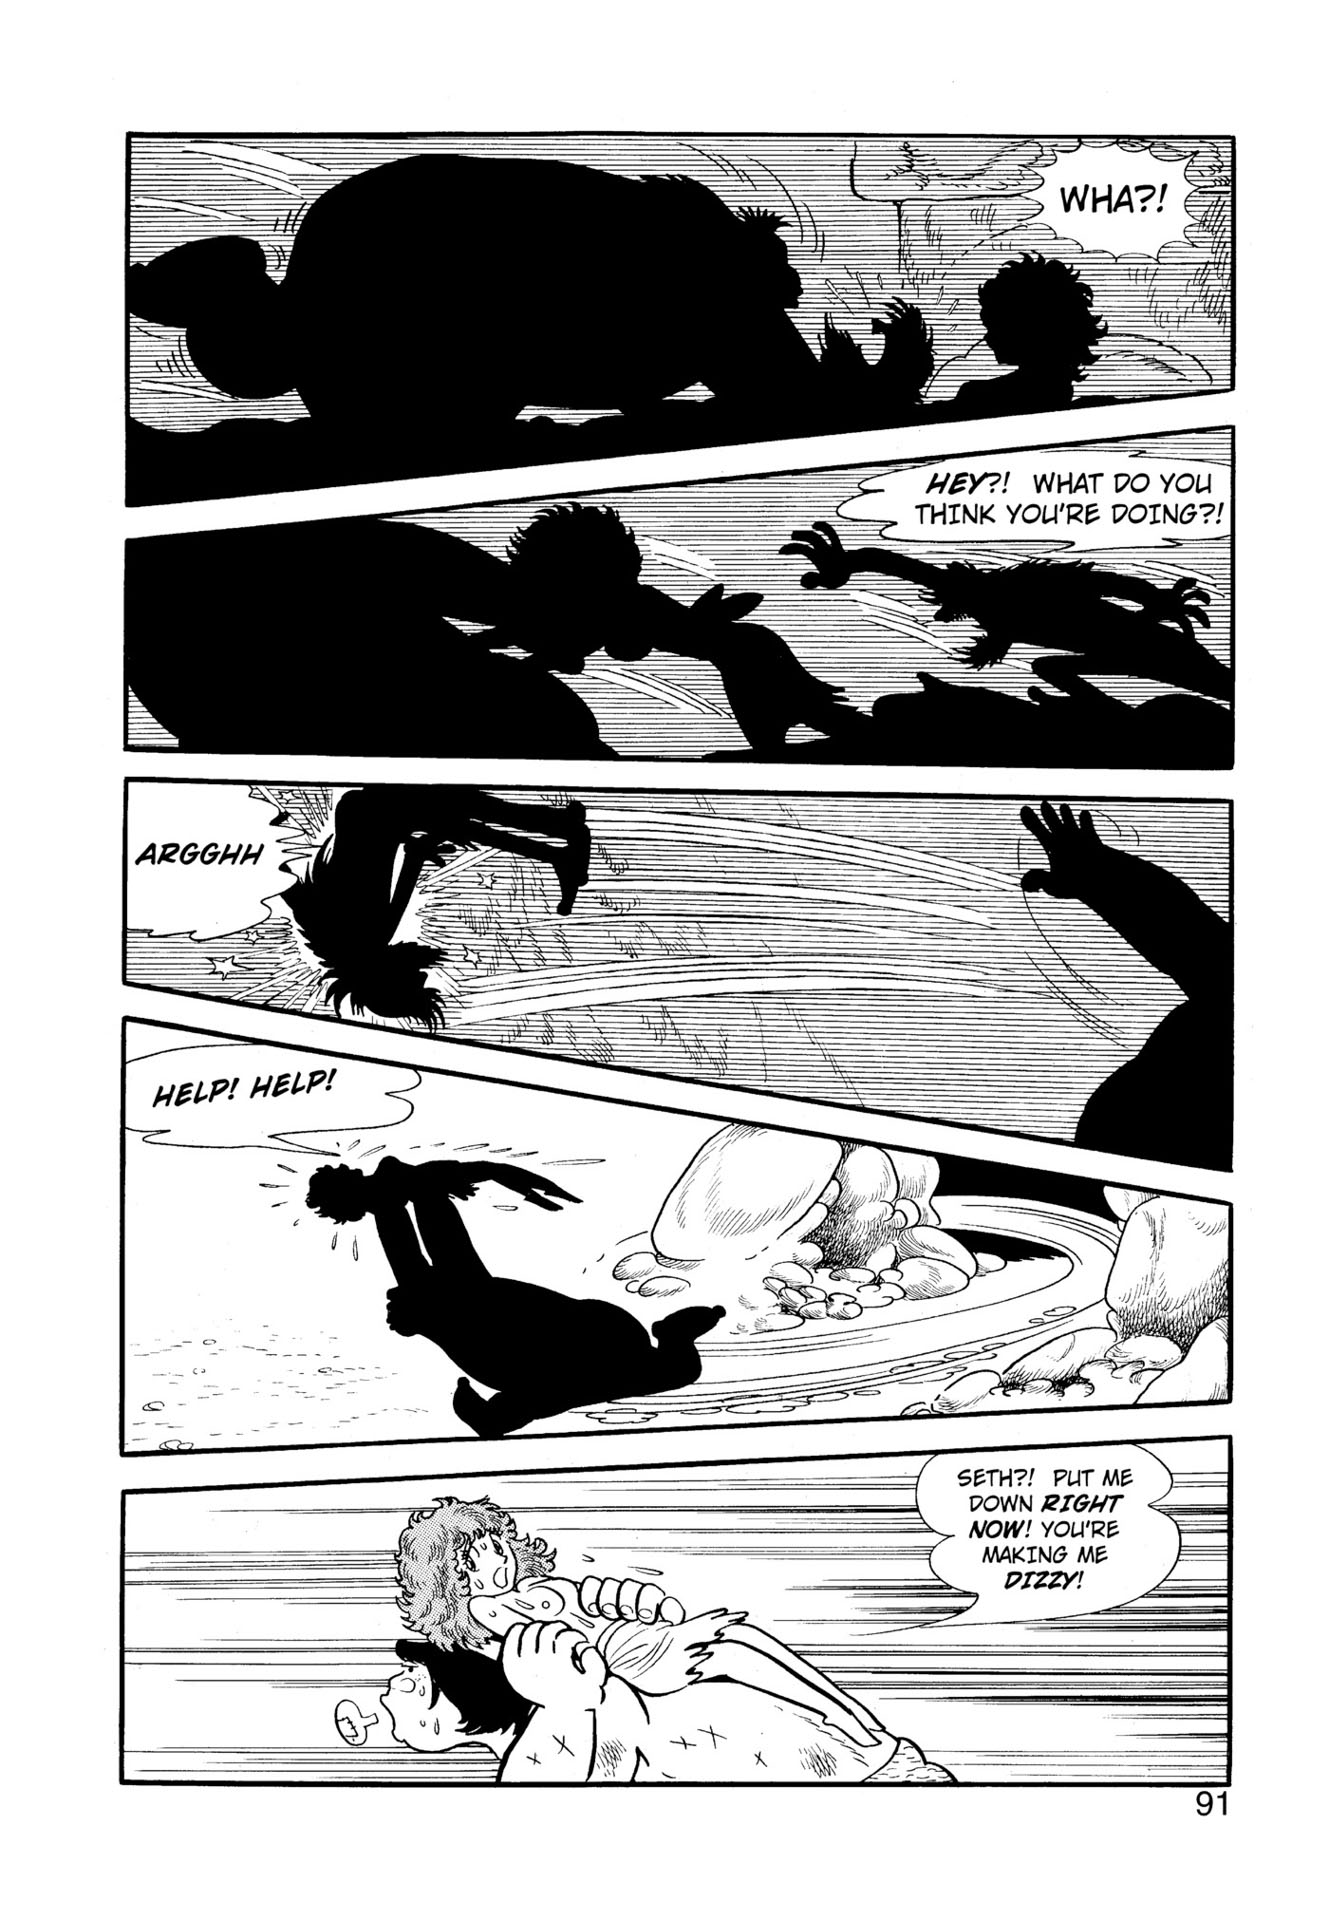 WHA?!
HEY?! WHAT DO YOU
THINK YOU'RE DOING?!
ARGGHH
HELP! HELP!
SETH?! PUT ME
DOWN RIGHT
NOW! YOU'RE
MAKING ME
DIZZY!
91